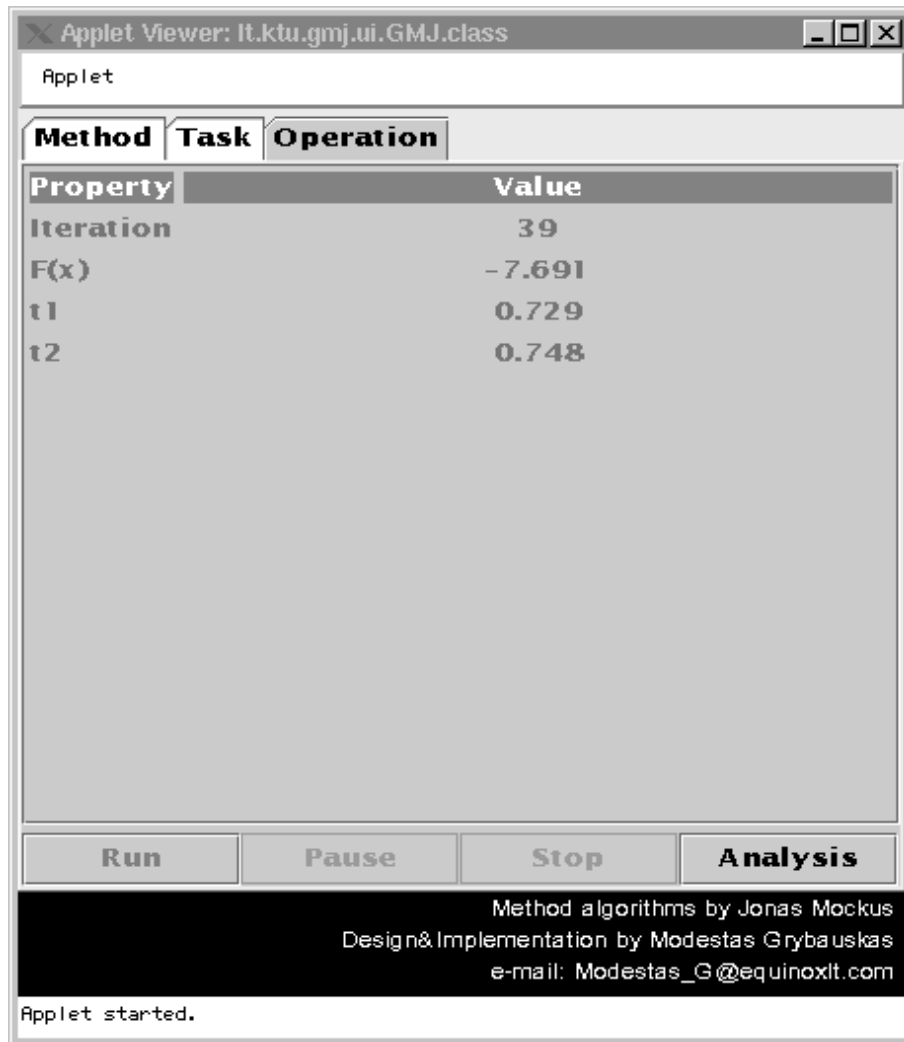 Applet Viewer: lt.ktu.gmj.ui.GMJ.class
Applet
Method Task Operation
Property Value
Iteration 39
F(x) -7.691
t1 0.729
t2 0.748
Run Pause Stop Analysis
Method algorithms by Jonas Mockus
Design&Implementation by Modestas Grybauskas
e-mail: Modestas_G@equinoxlt.com
Applet started.